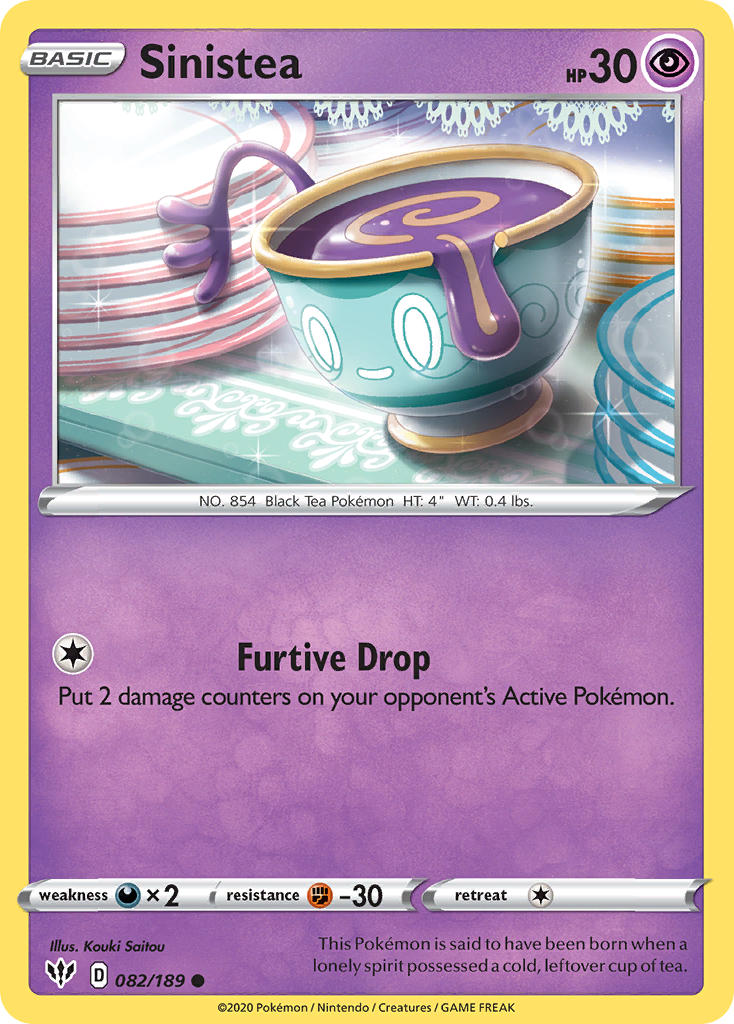 BASIC Sinistea HP30
NO. 854 Black Tea Pokémon HT: 4" WT: 0.4 lbs.
Furtive Drop
Put 2 damage counters on your opponent's Active Pokémon.
weakness ×2 resistance -30 retreat
Illus. Kouki Saitou
This Pokémon is said to have been born when a
lonely spirit possessed a cold, leftover cup of tea.
D 082/189
©2020 Pokémon / Nintendo / Creatures / GAME FREAK